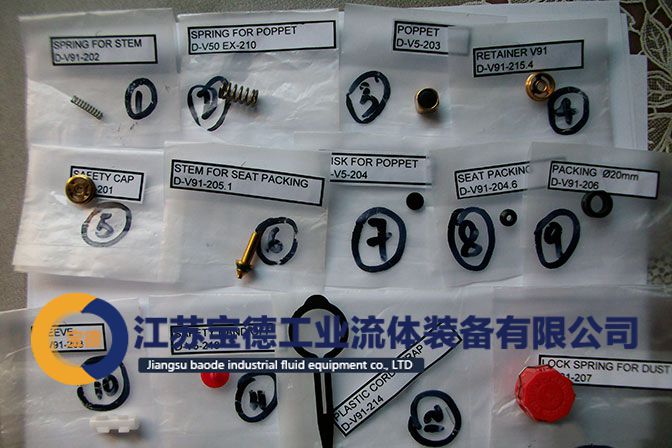 SPRING FOR STEM
D-V91-202
1
SPRING FOR POPPET
D-V50 EX-210
2
POPPET
D-V5-203
3
RETAINER V91
D-V91-215.4
4
SAFETY CAP
-201
5
STEM FOR SEAT PACKING
D-V91-205.1
6
ISK FOR POPPET
-V5-204
7
SEAT PACKING
D-V91-204.6
8
PACKING Ø20mm
D-V91-206
9
江苏宝德工业流体装备有限公司
Jiangsu baode industrial fluid equipment co., LTD
10
11
PLASTIC CORD
D-V91-214
12
LOCK SPRING FOR DUST
-207